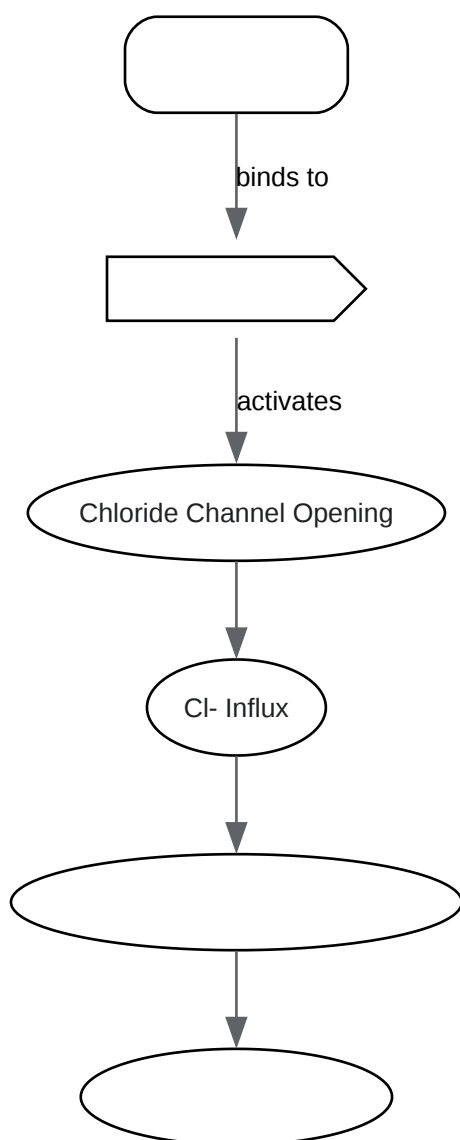 binds to
activates
Chloride Channel Opening
Cl- Influx